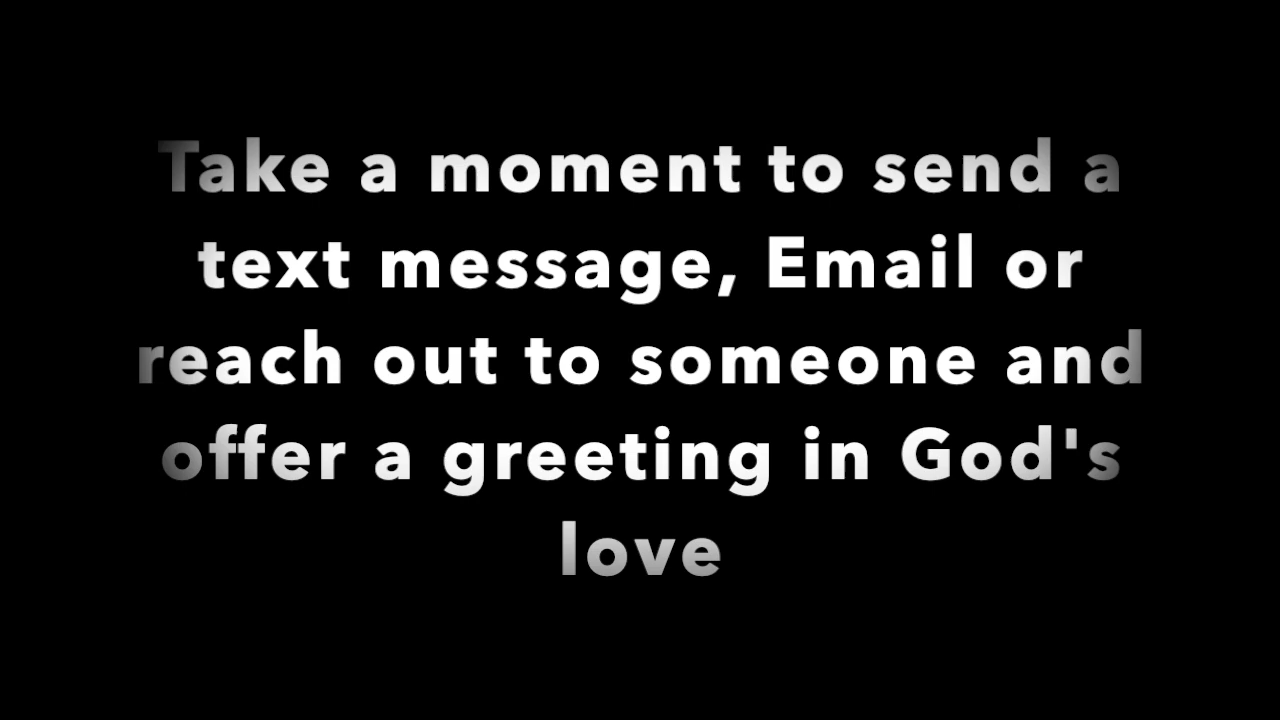 Take a moment to send a
text message, Email or
reach out to someone and
offer a greeting in God's
love